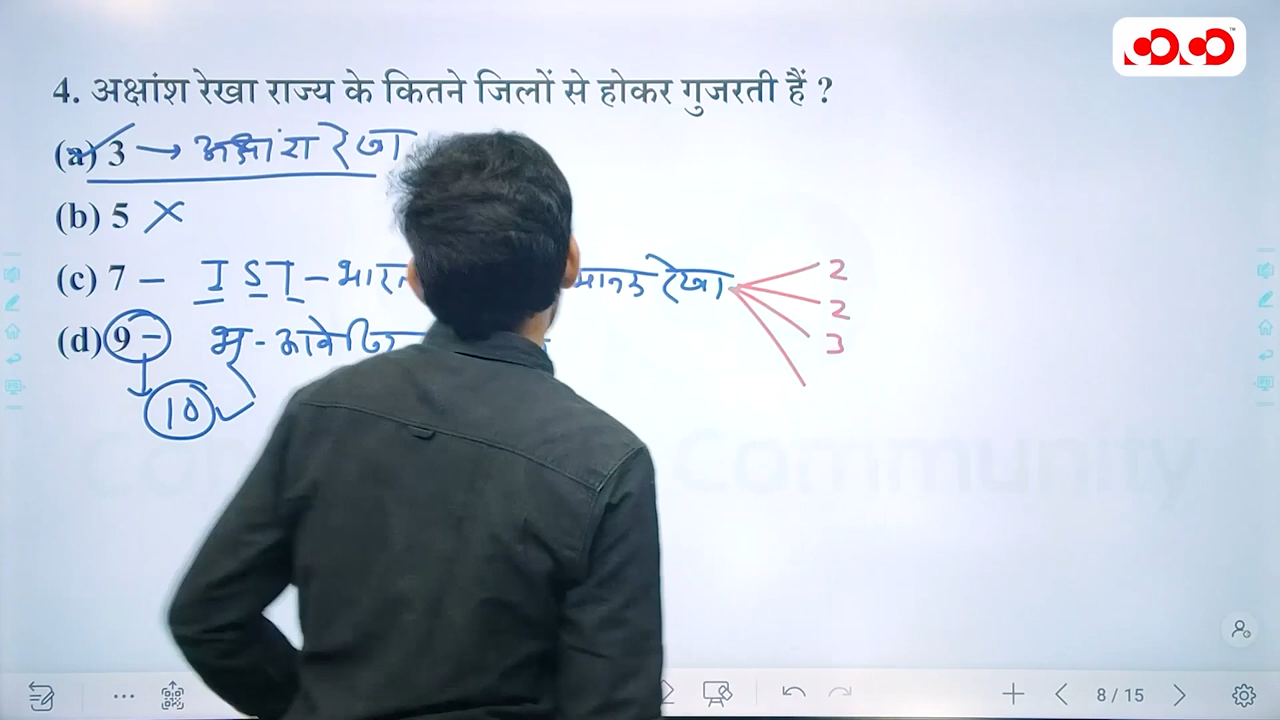 4. अक्षांश रेखा राज्य के कितने जिलों से होकर गुजरती हैं ?
(a) 3 → अक्षांश रेखा
(b) 5 ×
(c) 7 – IST – भारत मानक रेखा 2
2
(d) 9 – भू - 3
10
Community
8 / 15